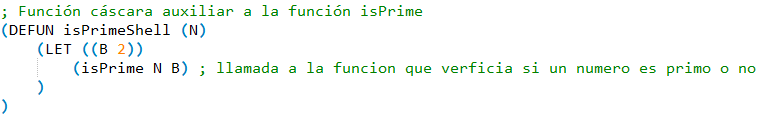 ; Función cáscara auxiliar a la función isPrime
(DEFUN isPrimeShell (N)
(LET ((B 2))
(isPrime N B) ; llamada a la funcion que verficia si un numero es primo o no
)
)